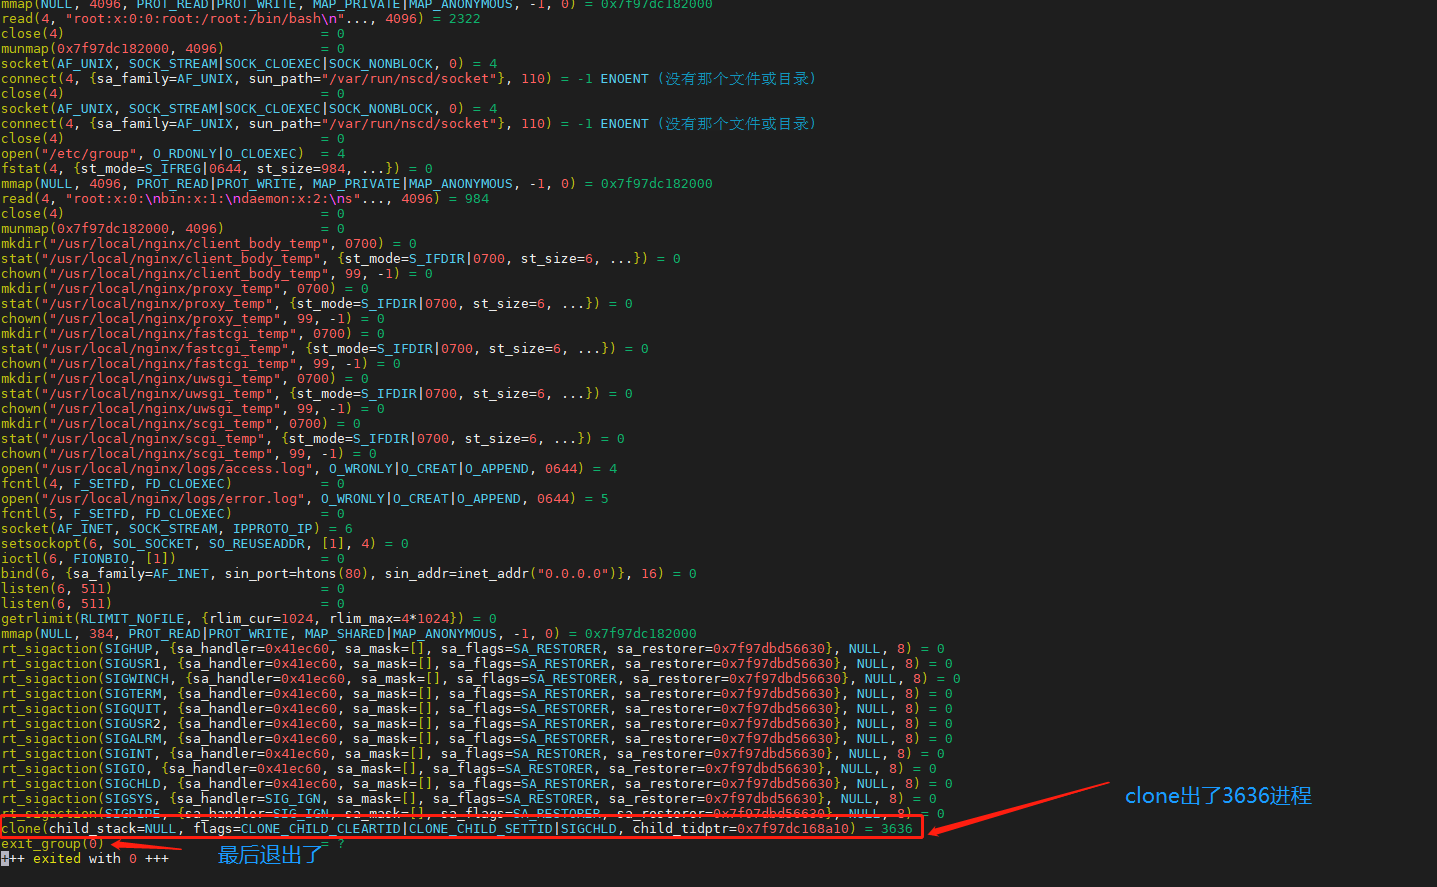 mmap(NULL, 4096, PROT_READ|PROT_WRITE, MAP_PRIVATE|MAP_ANONYMOUS, -1, 0) = 0x7f97dc182000
read(4, "root:x:0:0:root:/root:/bin/bash\n"..., 4096) = 2322
close(4) = 0
munmap(0x7f97dc182000, 4096) = 0
socket(AF_UNIX, SOCK_STREAM|SOCK_CLOEXEC|SOCK_NONBLOCK, 0) = 4
connect(4, {sa_family=AF_UNIX, sun_path="/var/run/nscd/socket"}, 110) = -1 ENOENT (没有那个文件或目录)
close(4) = 0
socket(AF_UNIX, SOCK_STREAM|SOCK_CLOEXEC|SOCK_NONBLOCK, 0) = 4
connect(4, {sa_family=AF_UNIX, sun_path="/var/run/nscd/socket"}, 110) = -1 ENOENT (没有那个文件或目录)
close(4) = 0
open("/etc/group", O_RDONLY|O_CLOEXEC) = 4
fstat(4, {st_mode=S_IFREG|0644, st_size=984, ...}) = 0
mmap(NULL, 4096, PROT_READ|PROT_WRITE, MAP_PRIVATE|MAP_ANONYMOUS, -1, 0) = 0x7f97dc182000
read(4, "root:x:0:\nbin:x:1:\ndaemon:x:2:\ns"..., 4096) = 984
close(4) = 0
munmap(0x7f97dc182000, 4096) = 0
mkdir("/usr/local/nginx/client_body_temp", 0700) = 0
stat("/usr/local/nginx/client_body_temp", {st_mode=S_IFDIR|0700, st_size=6, ...}) = 0
chown("/usr/local/nginx/client_body_temp", 99, -1) = 0
mkdir("/usr/local/nginx/proxy_temp", 0700) = 0
stat("/usr/local/nginx/proxy_temp", {st_mode=S_IFDIR|0700, st_size=6, ...}) = 0
chown("/usr/local/nginx/proxy_temp", 99, -1) = 0
mkdir("/usr/local/nginx/fastcgi_temp", 0700) = 0
stat("/usr/local/nginx/fastcgi_temp", {st_mode=S_IFDIR|0700, st_size=6, ...}) = 0
chown("/usr/local/nginx/fastcgi_temp", 99, -1) = 0
mkdir("/usr/local/nginx/uwsgi_temp", 0700) = 0
stat("/usr/local/nginx/uwsgi_temp", {st_mode=S_IFDIR|0700, st_size=6, ...}) = 0
chown("/usr/local/nginx/uwsgi_temp", 99, -1) = 0
mkdir("/usr/local/nginx/scgi_temp", 0700) = 0
stat("/usr/local/nginx/scgi_temp", {st_mode=S_IFDIR|0700, st_size=6, ...}) = 0
chown("/usr/local/nginx/scgi_temp", 99, -1) = 0
open("/usr/local/nginx/logs/access.log", O_WRONLY|O_CREAT|O_APPEND, 0644) = 4
fcntl(4, F_SETFD, FD_CLOEXEC) = 0
open("/usr/local/nginx/logs/error.log", O_WRONLY|O_CREAT|O_APPEND, 0644) = 5
fcntl(5, F_SETFD, FD_CLOEXEC) = 0
socket(AF_INET, SOCK_STREAM, IPPROTO_IP) = 6
setsockopt(6, SOL_SOCKET, SO_REUSEADDR, [1], 4) = 0
ioctl(6, FIONBIO, [1]) = 0
bind(6, {sa_family=AF_INET, sin_port=htons(80), sin_addr=inet_addr("0.0.0.0")}, 16) = 0
listen(6, 511) = 0
listen(6, 511) = 0
getrlimit(RLIMIT_NOFILE, {rlim_cur=1024, rlim_max=4*1024}) = 0
mmap(NULL, 384, PROT_READ|PROT_WRITE, MAP_SHARED|MAP_ANONYMOUS, -1, 0) = 0x7f97dc182000
rt_sigaction(SIGHUP, {sa_handler=0x41ec60, sa_mask=[], sa_flags=SA_RESTORER, sa_restorer=0x7f97dbd56630}, NULL, 8) = 0
rt_sigaction(SIGUSR1, {sa_handler=0x41ec60, sa_mask=[], sa_flags=SA_RESTORER, sa_restorer=0x7f97dbd56630}, NULL, 8) = 0
rt_sigaction(SIGWINCH, {sa_handler=0x41ec60, sa_mask=[], sa_flags=SA_RESTORER, sa_restorer=0x7f97dbd56630}, NULL, 8) = 0
rt_sigaction(SIGTERM, {sa_handler=0x41ec60, sa_mask=[], sa_flags=SA_RESTORER, sa_restorer=0x7f97dbd56630}, NULL, 8) = 0
rt_sigaction(SIGQUIT, {sa_handler=0x41ec60, sa_mask=[], sa_flags=SA_RESTORER, sa_restorer=0x7f97dbd56630}, NULL, 8) = 0
rt_sigaction(SIGUSR2, {sa_handler=0x41ec60, sa_mask=[], sa_flags=SA_RESTORER, sa_restorer=0x7f97dbd56630}, NULL, 8) = 0
rt_sigaction(SIGALRM, {sa_handler=0x41ec60, sa_mask=[], sa_flags=SA_RESTORER, sa_restorer=0x7f97dbd56630}, NULL, 8) = 0
rt_sigaction(SIGINT, {sa_handler=0x41ec60, sa_mask=[], sa_flags=SA_RESTORER, sa_restorer=0x7f97dbd56630}, NULL, 8) = 0
rt_sigaction(SIGIO, {sa_handler=0x41ec60, sa_mask=[], sa_flags=SA_RESTORER, sa_restorer=0x7f97dbd56630}, NULL, 8) = 0
rt_sigaction(SIGCHLD, {sa_handler=0x41ec60, sa_mask=[], sa_flags=SA_RESTORER, sa_restorer=0x7f97dbd56630}, NULL, 8) = 0
rt_sigaction(SIGSYS, {sa_handler=SIG_IGN, sa_mask=[], sa_flags=SA_RESTORER, sa_restorer=0x7f97dbd56630}, NULL, 8) = 0
clone出了3636进程
rt_sigaction(SIGPIPE, {sa_handler=SIG_IGN, sa_mask=[], sa_flags=SA_RESTORER, sa_restorer=0x7f97dbd56630}, NULL, 8) = 0
clone(child_stack=NULL, flags=CLONE_CHILD_CLEARTID|CLONE_CHILD_SETTID|SIGCHLD, child_tidptr=0x7f97dc168a10) = 3636
exit_group(0) = ?
最后退出了
+++ exited with 0 +++